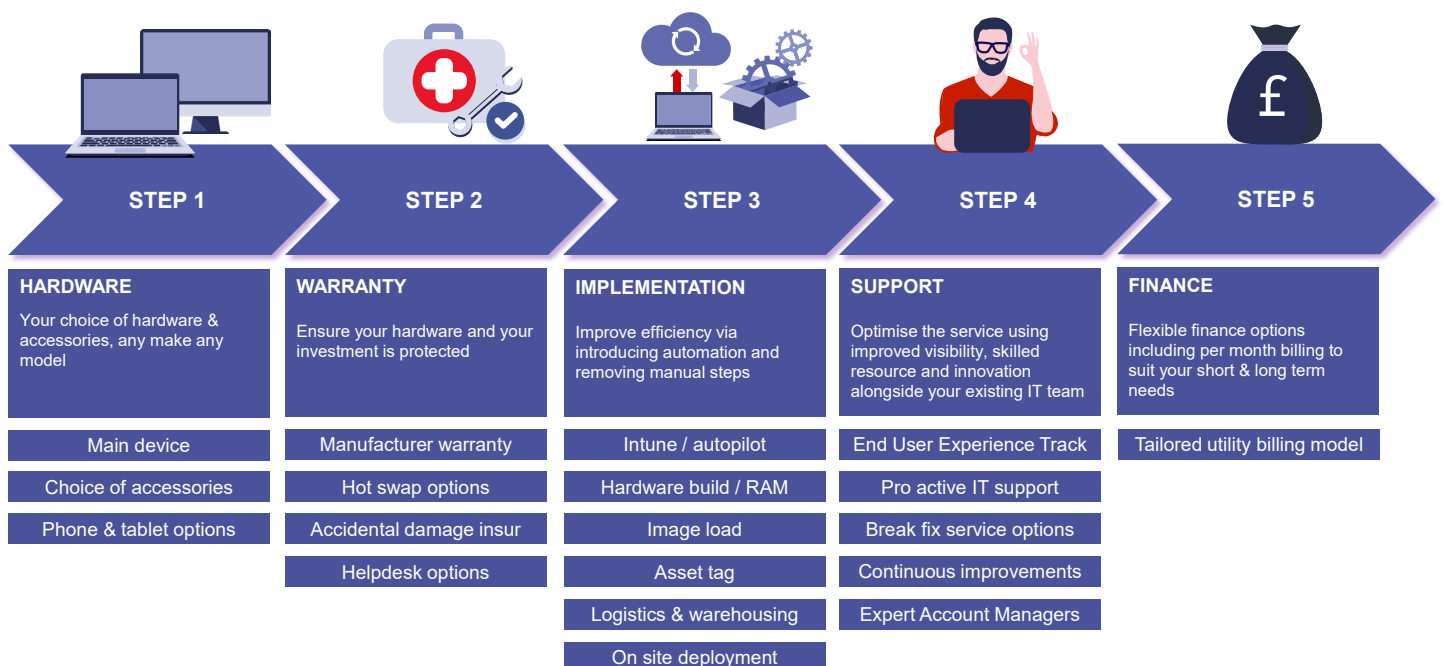 STEP 1
STEP 2
STEP 3
STEP 4
£
STEP 5
HARDWARE
Your choice of hardware &
accessories, any make any
model
Main device
Choice of accessories
Phone & tablet options
WARRANTY
Ensure your hardware and your
investment is protected
Manufacturer warranty
Hot swap options
Accidental damage insur
Helpdesk options
IMPLEMENTATION
Improve efficiency via
introducing automation and
removing manual steps
Intune / autopilot
Hardware build / RAM
Image load
Asset tag
Logistics & warehousing
On site deployment
SUPPORT
Optimise the service using
improved visibility, skilled
resource and innovation
alongside your existing IT team
End User Experience Track
Pro active IT support
Break fix service options
Continuous improvements
Expert Account Managers
FINANCE
Flexible finance options
including per month billing to
suit your short & long term
needs
Tailored utility billing model